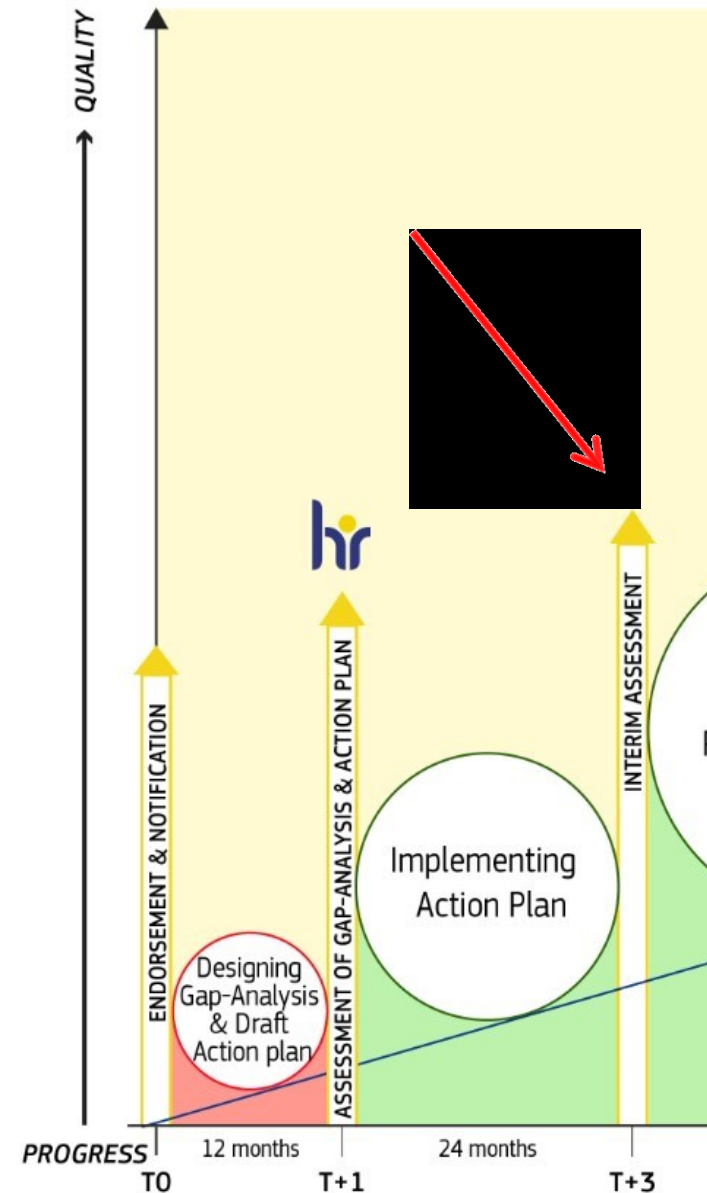 QUALITY
hr
ENDORSEMENT & NOTIFICATION
ASSESSMENT OF GAP-ANALYSIS & ACTION PLAN
INTERIM ASSESSMENT
Implementing
Action Plan
Designing
Gap-Analysis
& Draft
Action plan
PROGRESS
12 months
24 months
T0
T+1
T+3